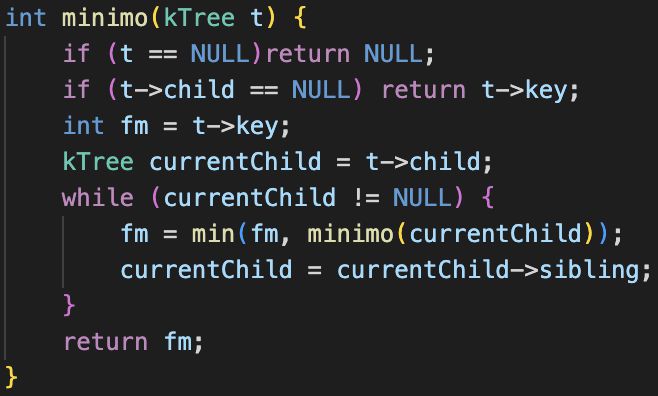 int minimo(kTree t) {
    if (t == NULL)return NULL;
    if (t->child == NULL) return t->key;
    int fm = t->key;
    kTree currentChild = t->child;
    while (currentChild != NULL) {
        fm = min(fm, minimo(currentChild));
        currentChild = currentChild->sibling;
    }
    return fm;
}